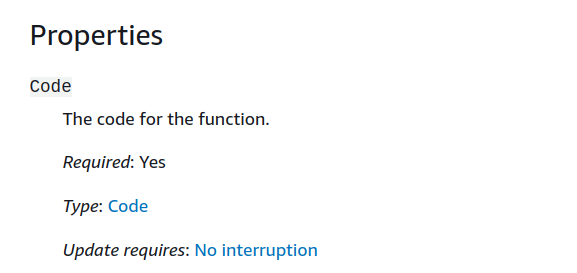 Properties
Code
The code for the function.
Required: Yes
Type: Code
Update requires: No interruption